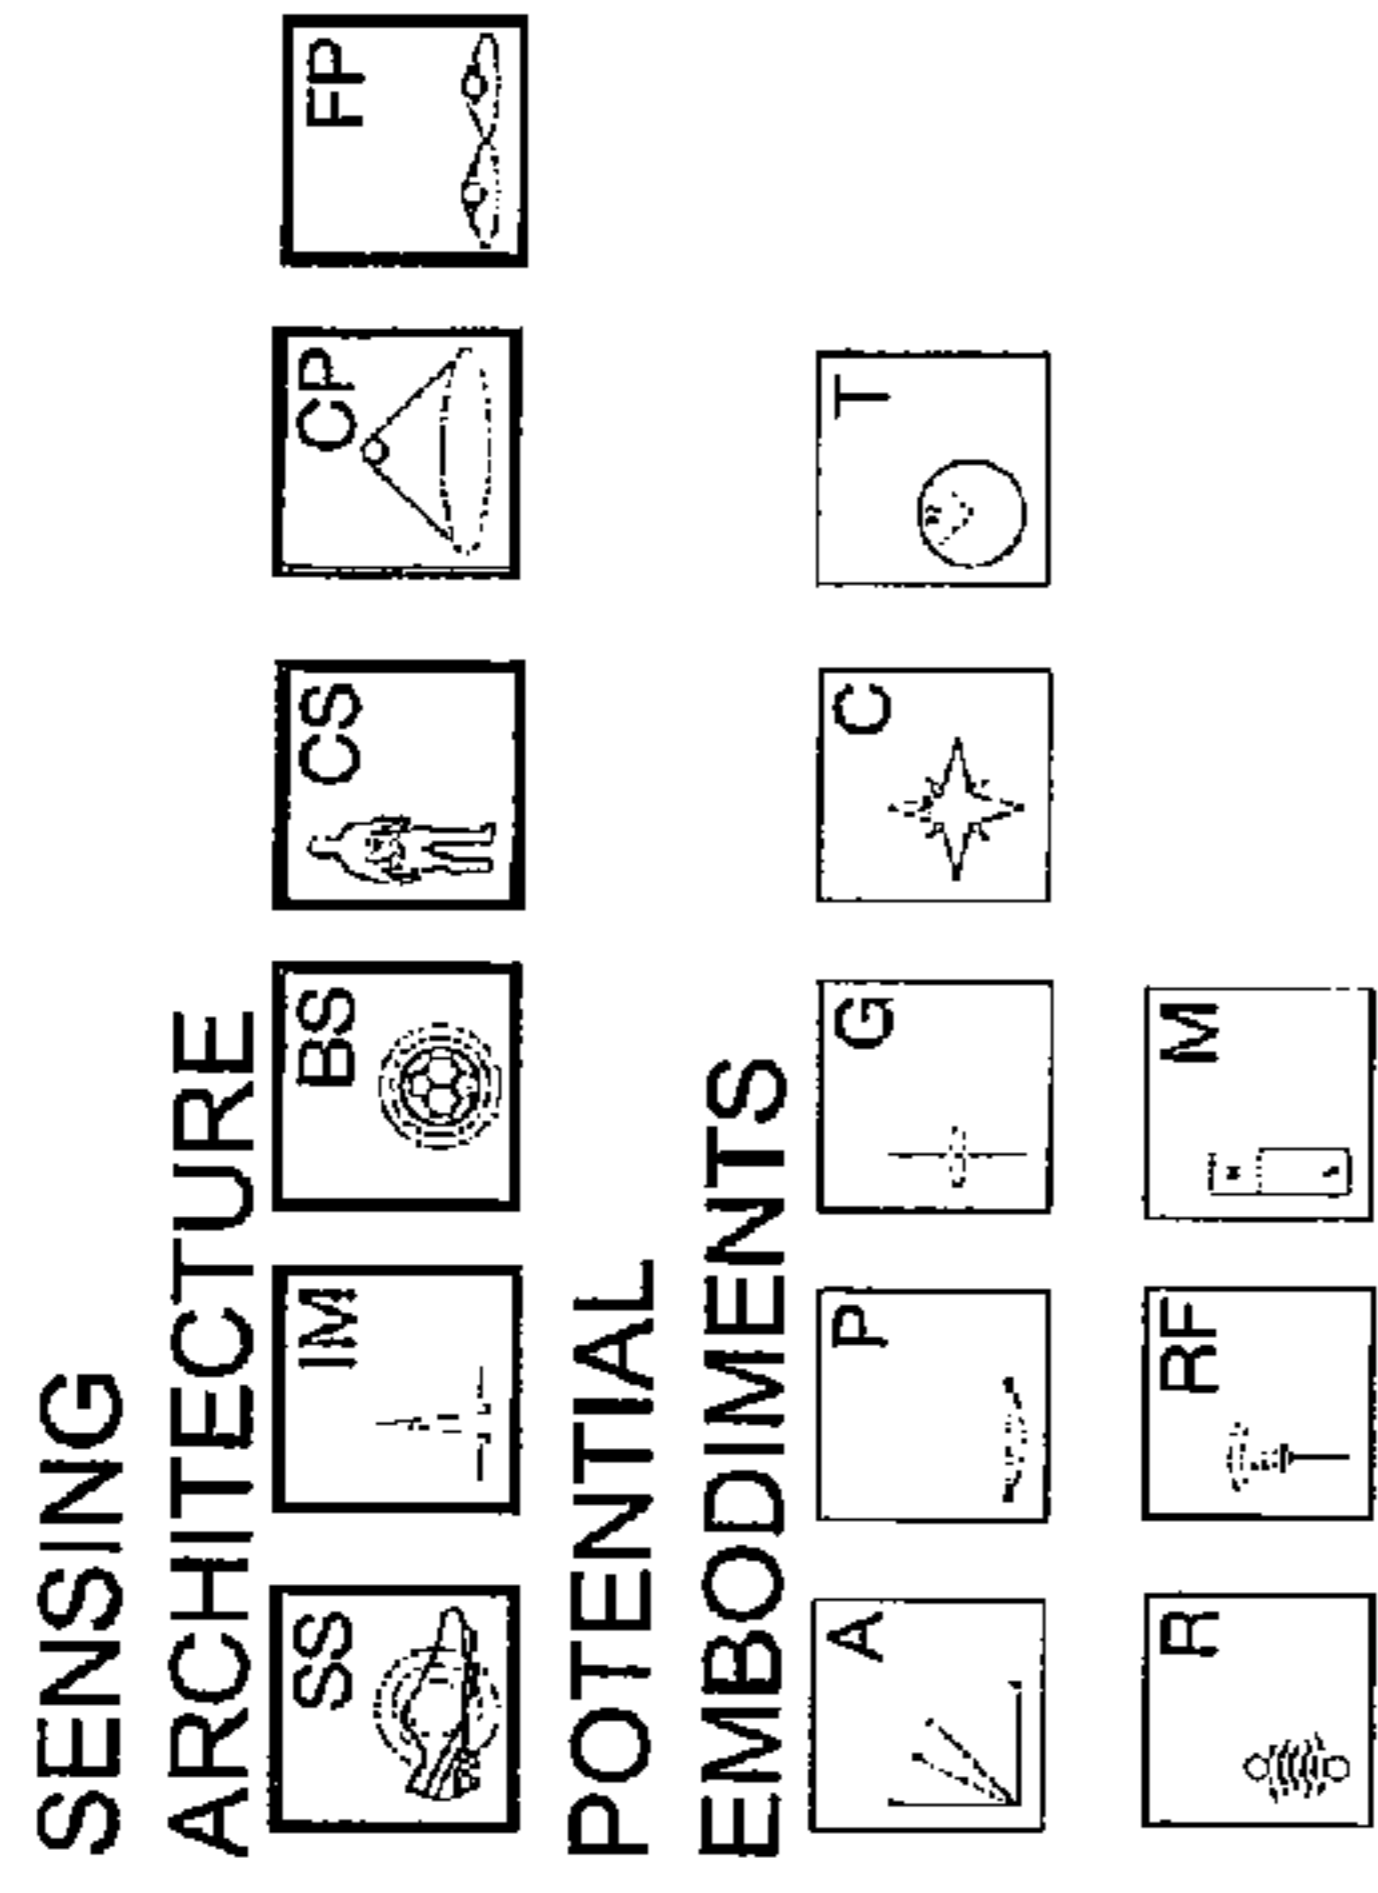 SENSING
ARCHITECTURE
SS IM BS CS CP FP
POTENTIAL
EMBODIMENTS
A P G C T
R RF M